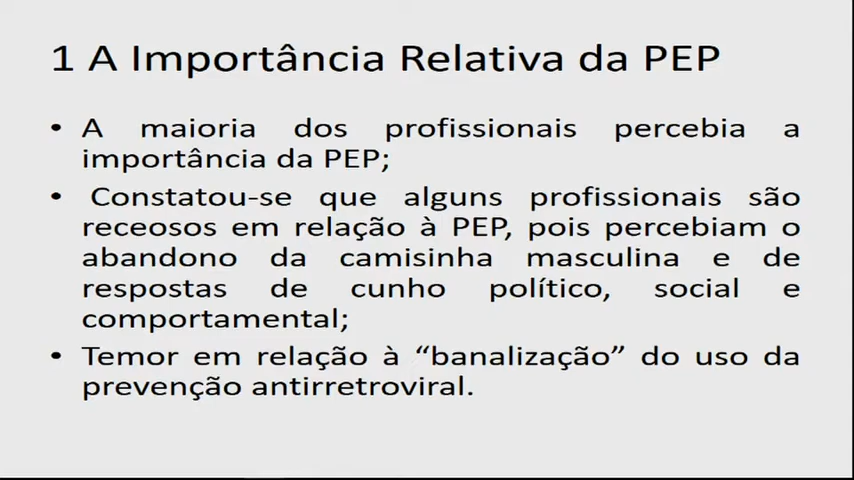 1 A Importância Relativa da PEP
• A maioria dos profissionais percebia a
importância da PEP;
• Constatou-se que alguns profissionais são
receosos em relação à PEP, pois percebiam o
abandono da camisinha masculina e de
respostas de cunho político, social e
comportamental;
• Temor em relação à “banalização” do uso da
prevenção antirretroviral.